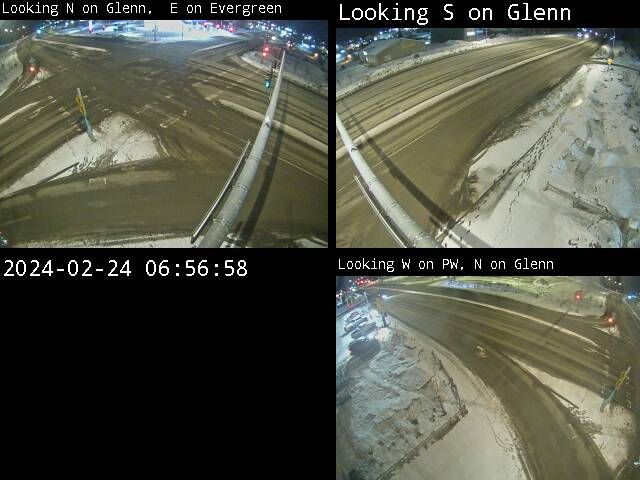 Looking N on Glenn,  E on Evergreen
Looking S on Glenn
2024-02-24 06:56:58
Looking W on PW, N on Glenn